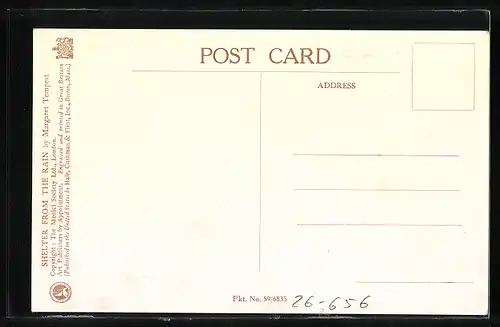 POST CARD
ADDRESS
SHELTER FROM THE RAIN by Margaret Tempest
Copyright: The Medici Society Ltd., London.
Art Publishers by Appointment. Engraved and printed in Great Britain
(Published in the United States by Hale, Cushman & Flint, Inc., Boston, Mass.)
Pkt. No. 59/6835 26-656